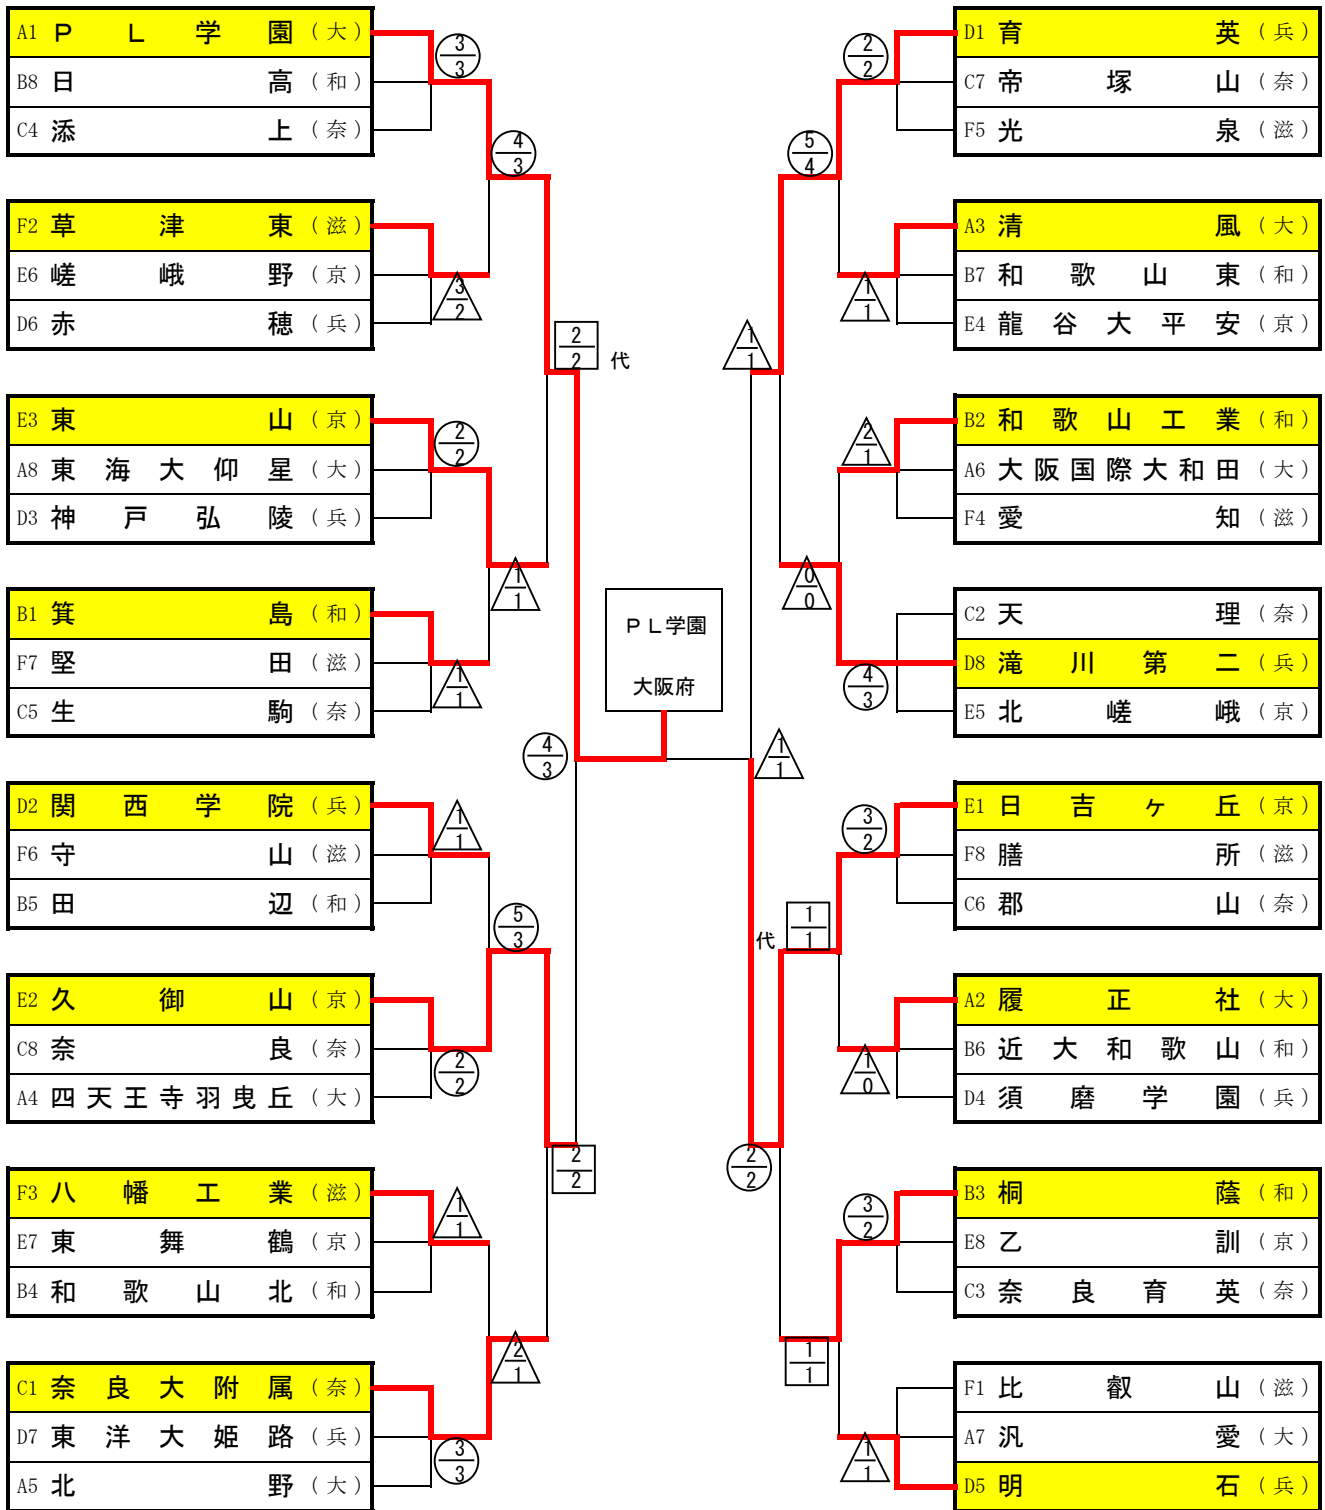 A1 PL学園 (大)
B8 日高 (和)
C4 添上 (奈)
3
3
4
3
F2 草津東 (滋)
E6 嵯峨野 (京)
D6 赤穂 (兵)
3
2
2
2
代
E3 東山 (京)
A8 東海大仰星 (大)
D3 神戸弘陵 (兵)
2
2
1
1
B1 箕島 (和)
F7 堅田 (滋)
C5 生駒 (奈)
1
1
4
3
D2 関西学院 (兵)
F6 守山 (滋)
B5 田辺 (和)
1
1
5
3
E2 久御山 (京)
C8 奈良 (奈)
A4 四天王寺羽曳丘 (大)
2
2
2
2
F3 八幡工業 (滋)
E7 東舞鶴 (京)
B4 和歌山北 (和)
1
1
2
1
C1 奈良大附属 (奈)
D7 東洋大姫路 (兵)
A5 北野 (大)
3
3
PL学園
大阪府
D1 育英 (兵)
C7 帝塚山 (奈)
F5 光泉 (滋)
2
2
5
4
A3 清風 (大)
B7 和歌山東 (和)
E4 龍谷大平安 (京)
1
1
1
1
B2 和歌山工業 (和)
A6 大阪国際大和田 (大)
F4 愛知 (滋)
2
1
0
0
C2 天理 (奈)
D8 滝川第二 (兵)
E5 北嵯峨 (京)
4
3
1
1
E1 日吉ヶ丘 (京)
F8 膳所 (滋)
C6 郡山 (奈)
3
2
代
1
1
A2 履正社 (大)
B6 近大和歌山 (和)
D4 須磨学園 (兵)
1
0
2
2
B3 桐蔭 (和)
E8 乙訓 (京)
C3 奈良育英 (奈)
3
2
1
1
F1 比叡山 (滋)
A7 汎愛 (大)
D5 明石 (兵)
1
1